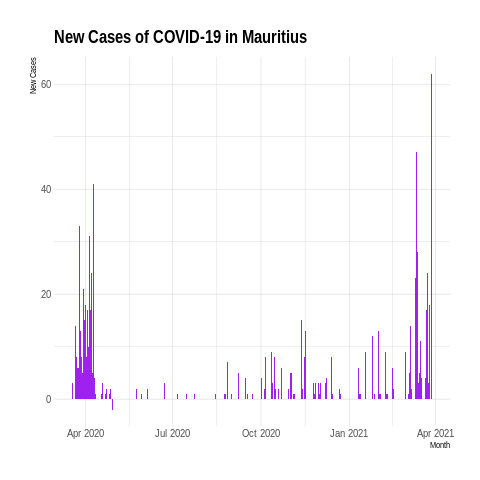 New Cases of COVID-19 in Mauritius
New Cases
60
40
20
0
Apr 2020 Jul 2020 Oct 2020 Jan 2021 Apr 2021
Month